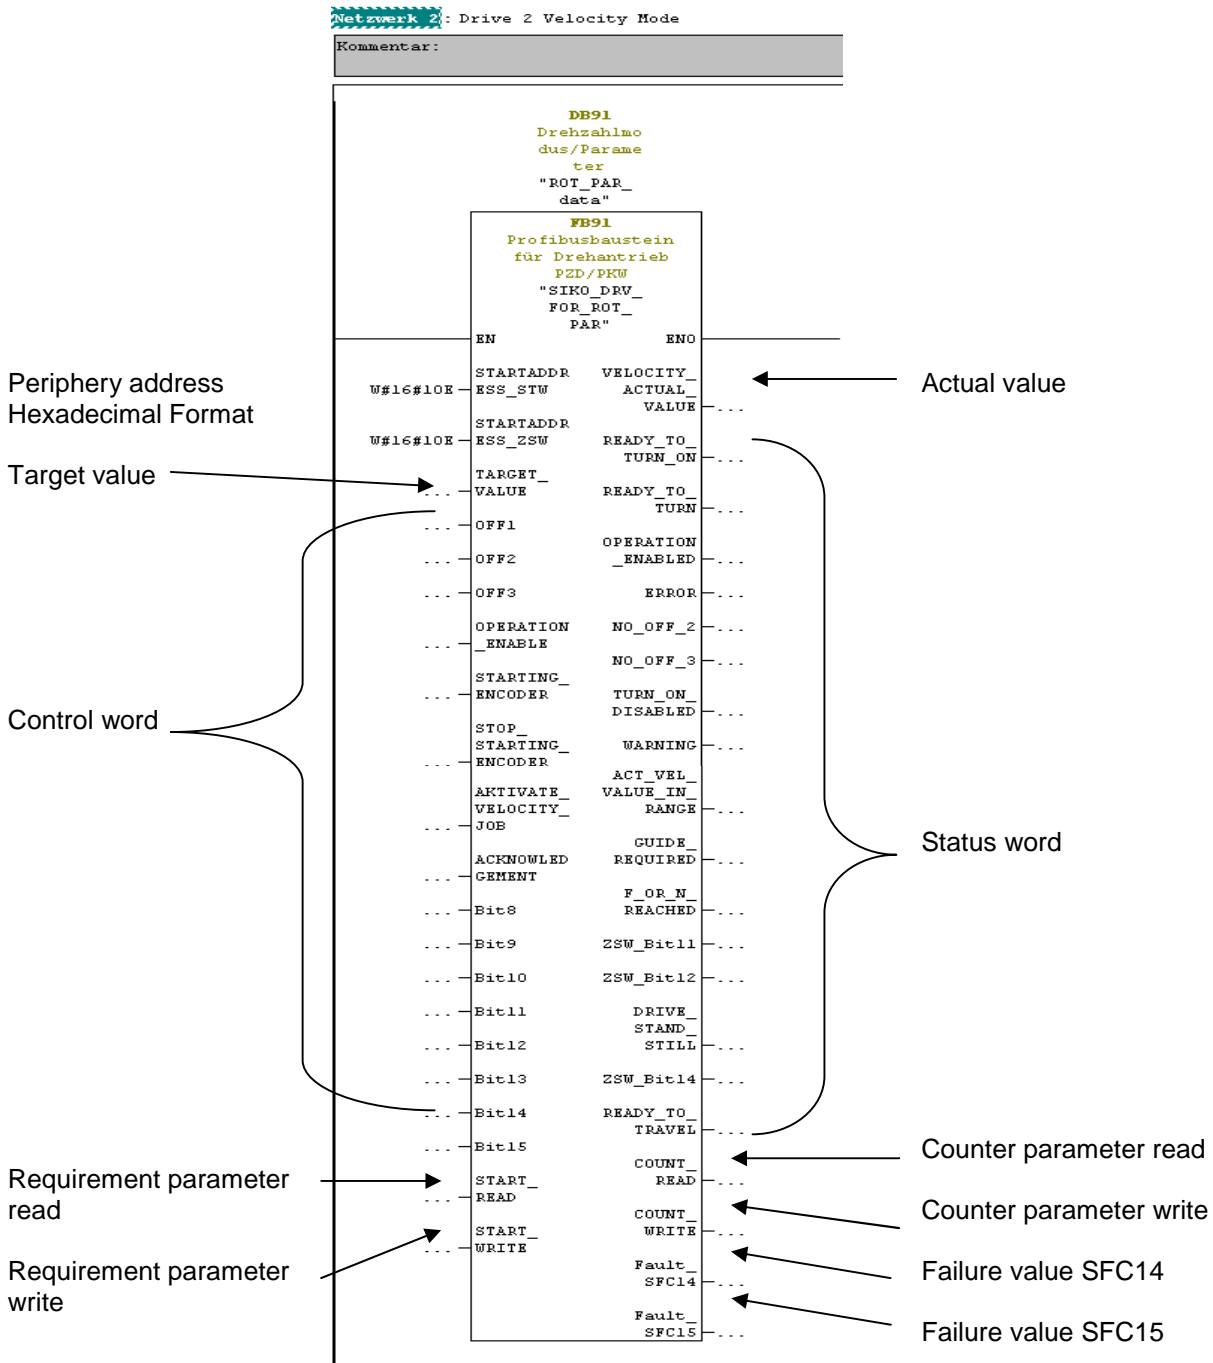 Netzwerk 2: Drive 2 Velocity Mode
Kommentar:
DB91
Drehzahlmo
dus/Parame
ter
"ROT_PAR_
data"
FB91
Profibusbaustein
für Drehantrieb
PZD/PKW
"SIKO_DRV_
FOR_ROT_
PAR"
EN
ENO
Periphery address
Hexadecimal Format
W#16#10E
STARTADDR
ESS_STW
W#16#10E
STARTADDR
ESS_ZSW
Target value
...
TARGET_
VALUE
Control word
...
OFF1
...
OFF2
...
OFF3
...
OPERATION
_ENABLE
...
STARTING_
ENCODER
...
STOP_
STARTING_
ENCODER
...
AKTIVATE_
VELOCITY_
JOB
...
ACKNOWLED
GEMENT
...
Bit8
...
Bit9
...
Bit10
...
Bit11
...
Bit12
...
Bit13
...
Bit14
...
Bit15
Requirement parameter
read
...
START_
READ
Requirement parameter
write
...
START_
WRITE
VELOCITY_
ACTUAL_
VALUE
...
Actual value
READY_TO_
TURN_ON
...
READY_TO_
TURN
...
OPERATION
_ENABLED
...
ERROR
...
NO_OFF_2
...
NO_OFF_3
...
TURN_ON_
DISABLED
...
WARNING
...
ACT_VEL_
VALUE_IN_
RANGE
...
GUIDE_
REQUIRED
...
F_OR_N_
REACHED
...
ZSW_Bit11
...
ZSW_Bit12
...
DRIVE_
STAND_
STILL
...
ZSW_Bit14
...
READY_TO_
TRAVEL
...
Status word
COUNT_
READ
...
Counter parameter read
COUNT_
WRITE
...
Counter parameter write
Fault_
SFC14
...
Failure value SFC14
Fault_
SFC15
...
Failure value SFC15